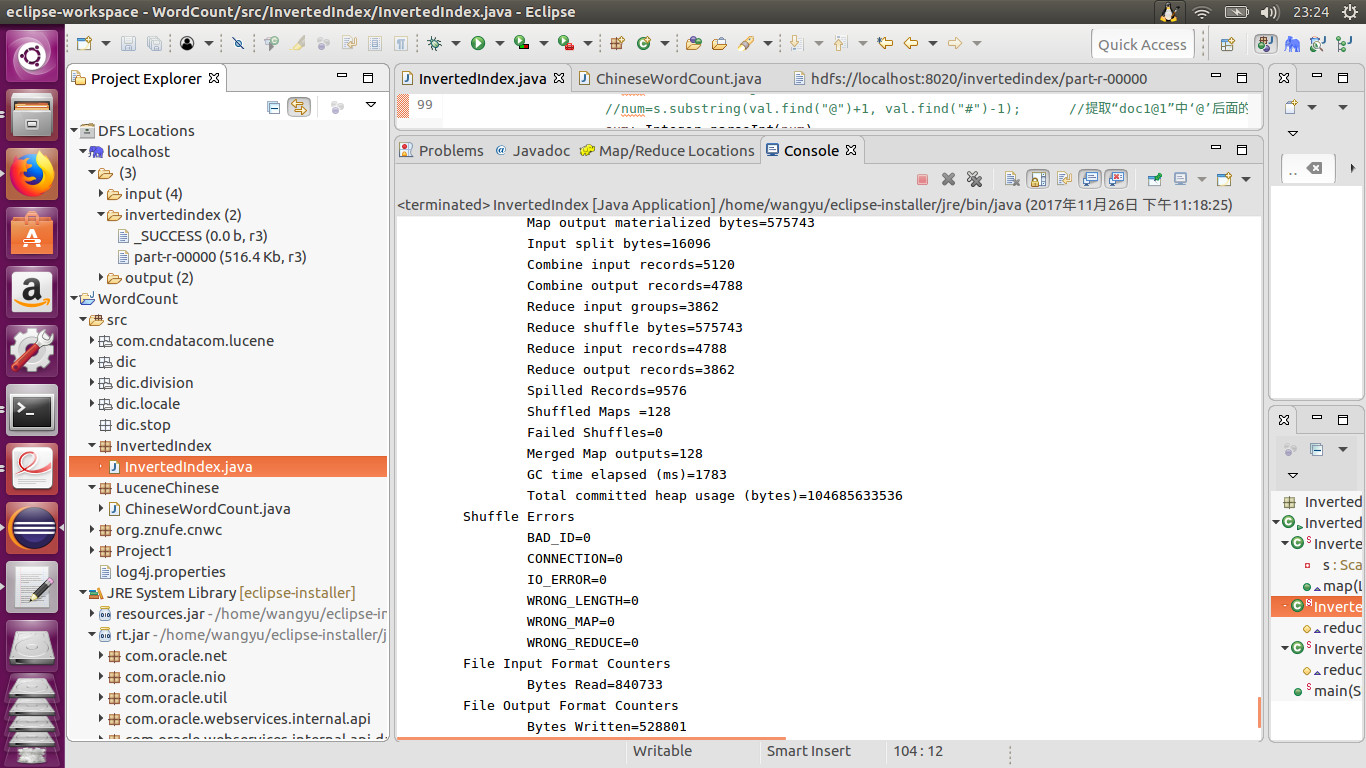 eclipse-workspace - WordCount/src/InvertedIndex/InvertedIndex.java - Eclipse
23:24
Quick Access
Project Explorer
DFS Locations
localhost
(3)
input (4)
invertedindex (2)
_SUCCESS (0.0 b, r3)
part-r-00000 (516.4 Kb, r3)
output (2)
WordCount
src
com.cndatacom.lucene
dic
dic.division
dic.locale
dic.stop
InvertedIndex
InvertedIndex.java
LuceneChinese
ChineseWordCount.java
org.znufe.cnwc
Project1
log4j.properties
JRE System Library [eclipse-installer]
resources.jar - /home/wangyu/eclipse-in
rt.jar - /home/wangyu/eclipse-installer/j
com.oracle.net
com.oracle.nio
com.oracle.util
com.oracle.webservices.internal.api
InvertedIndex.java
ChineseWordCount.java
hdfs://localhost:8020/invertedindex/part-r-00000
99
//num=s.substring(val.find("@")+1, val.find("#")-1); //提取“doc1@1”中‘@’后面的
Problems
Javadoc
Map/Reduce Locations
Console
<terminated> InvertedIndex [Java Application] /home/wangyu/eclipse-installer/jre/bin/java (2017年11月26日 下午11:18:25)
Map output materialized bytes=575743
Input split bytes=16096
Combine input records=5120
Combine output records=4788
Reduce input groups=3862
Reduce shuffle bytes=575743
Reduce input records=4788
Reduce output records=3862
Spilled Records=9576
Shuffled Maps =128
Failed Shuffles=0
Merged Map outputs=128
GC time elapsed (ms)=1783
Total committed heap usage (bytes)=104685633536
Shuffle Errors
BAD_ID=0
CONNECTION=0
IO_ERROR=0
WRONG_LENGTH=0
WRONG_MAP=0
WRONG_REDUCE=0
File Input Format Counters
Bytes Read=840733
File Output Format Counters
Bytes Written=528801
Inverted
Inverted
Inverte
s : Sca
map(L
Inverte
reduc
Inverte
reduc
main(S
Writable
Smart Insert
104 : 12